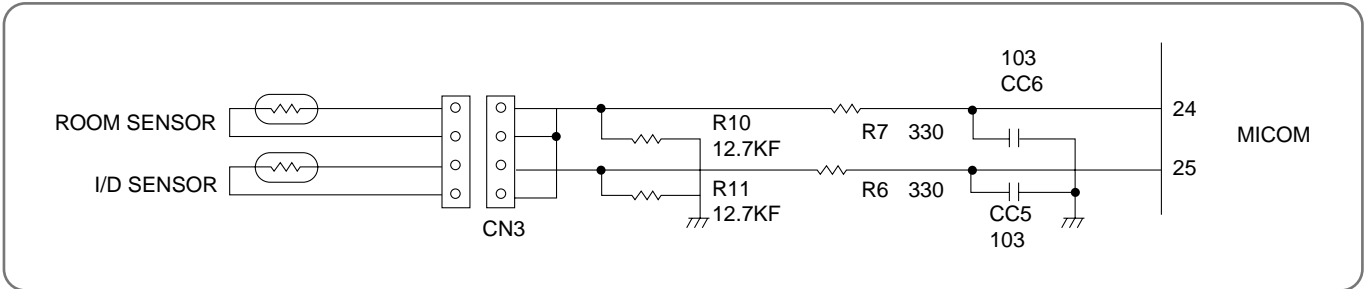 ROOM SENSOR
I/D SENSOR
CN3
R10
12.7KF
R11
12.7KF
R7 330
R6 330
103
CC6
CC5
103
24
25
MICOM